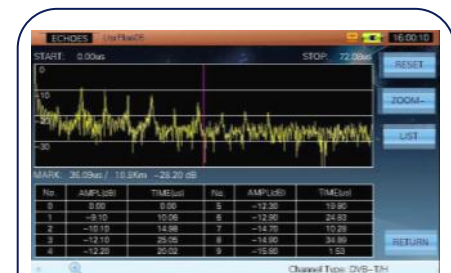 ECHOES UserPlan06 16:00:10
START: 0.00us STOP: 72.08us
RESET
0
-10
ZOOM-
-20
LIST
-30
MARK: 36.09us / 10.8Km -28.20 dB
No. AMPL(dB) TIME(us) No. AMPL(dB) TIME(us)
0 0.00 0.00 5 -12.30 19.90
1 -9.10 10.06 6 -12.90 24.83
2 -10.10 14.98 7 -14.70 10.28
3 -12.10 25.05 8 -14.90 34.89
4 -12.20 20.02 9 -15.80 1.53
RETURN
Channel Type: DVB-T/H